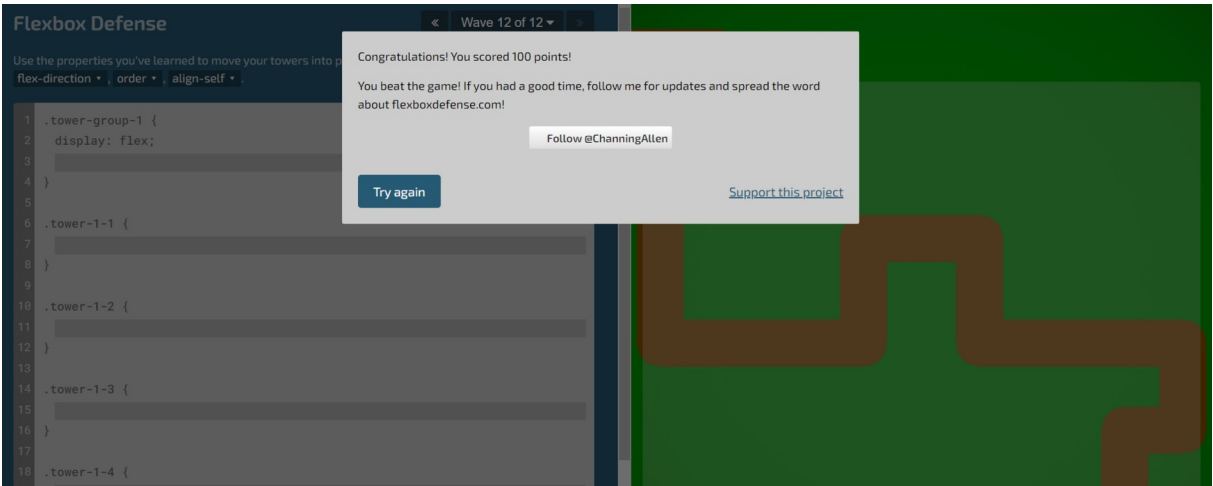 Flexbox Defense
« Wave 12 of 12 ▾ »
Use the properties you've learned to move your towers into p
flex-direction ▾ , order ▾ , align-self ▾ .
Congratulations! You scored 100 points!
You beat the game! If you had a good time, follow me for updates and spread the word
about flexboxdefense.com!
Follow @ChanningAllen
Try again
Support this project
1 .tower-group-1 {
2 display: flex;
3
4 }
5
6 .tower-1-1 {
7
8 }
9
10 .tower-1-2 {
11
12 }
13
14 .tower-1-3 {
15
16 }
17
18 .tower-1-4 {